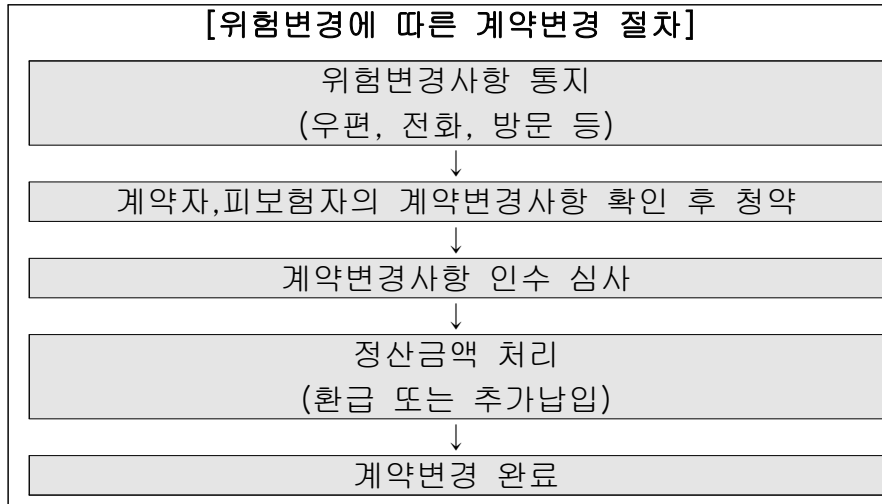 [위험변경에 따른 계약변경 절차]
위험변경사항 통지
(우편, 전화, 방문 등)
↓
계약자,피보험자의 계약변경사항 확인 후 청약
↓
계약변경사항 인수 심사
↓
정산금액 처리
(환급 또는 추가납입)
↓
계약변경 완료